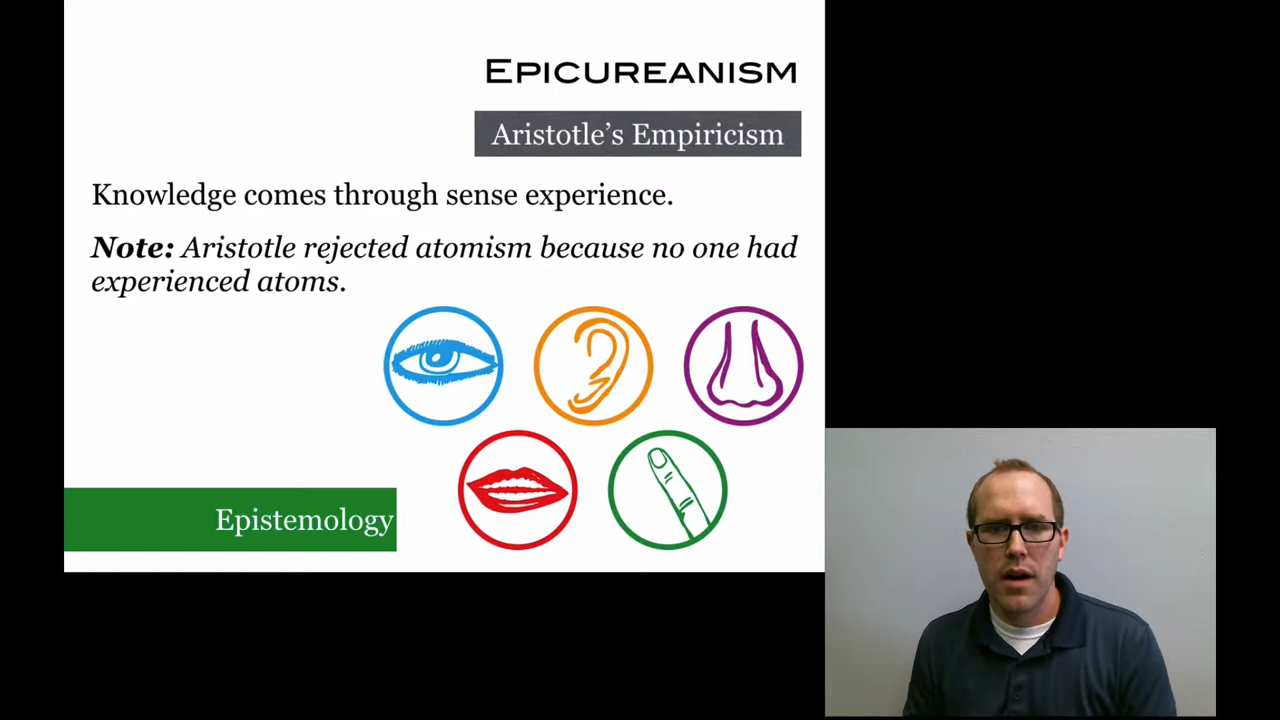 EPICUREANISM
Aristotle’s Empiricism
Knowledge comes through sense experience.
Note: Aristotle rejected atomism because no one had
experienced atoms.
Epistemology